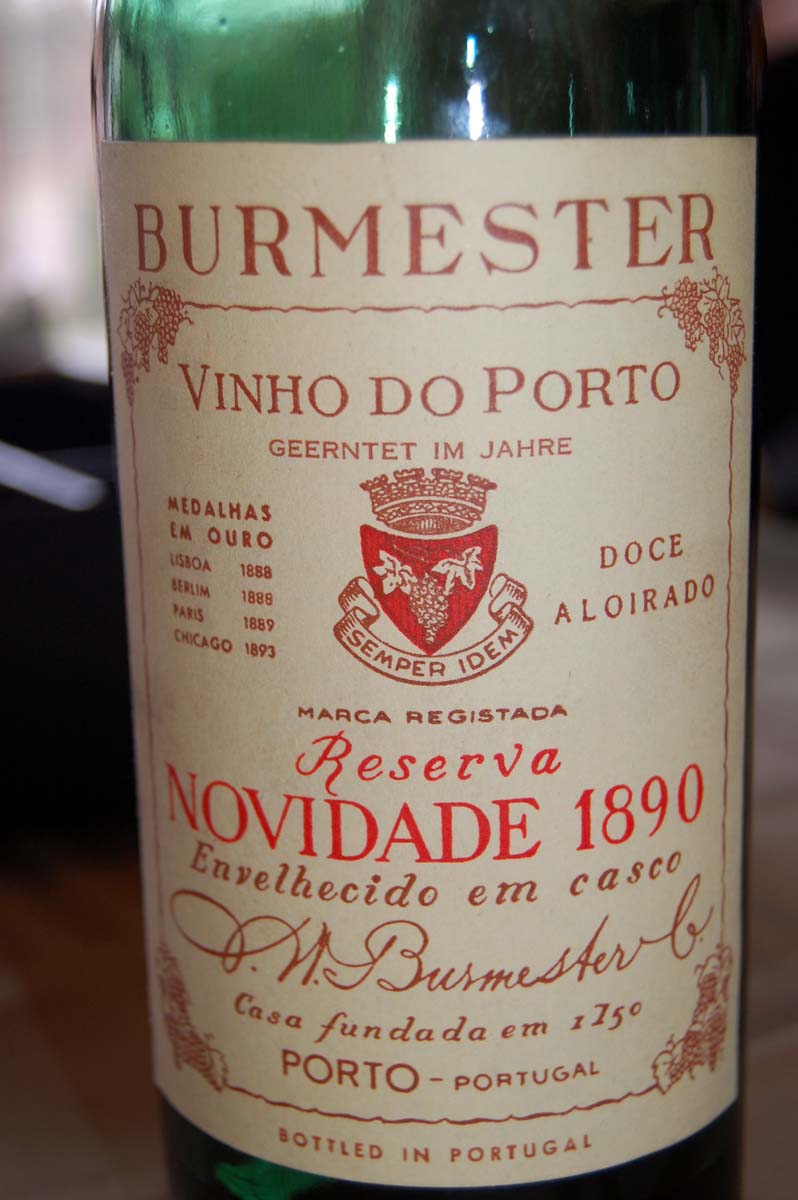 BURMESTER
VINHO DO PORTO
GEERNTET IM JAHRE
MEDALHAS
EM OURO
LISBOA 1888
BERLIM 1888
PARIS 1889
CHICAGO 1893
DOCE
ALOIRADO
SEMPER IDEM
MARCA REGISTADA
Reserva
NOVIDADE 1890
Envelhecido em casco
J. W. Burmester C.
Casa fundada em 1750
PORTO - PORTUGAL
BOTTLED IN PORTUGAL